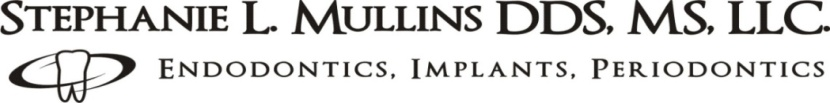 Stephanie L. Mullins DDS, MS, LLC.
Endodontics, Implants, Periodontics